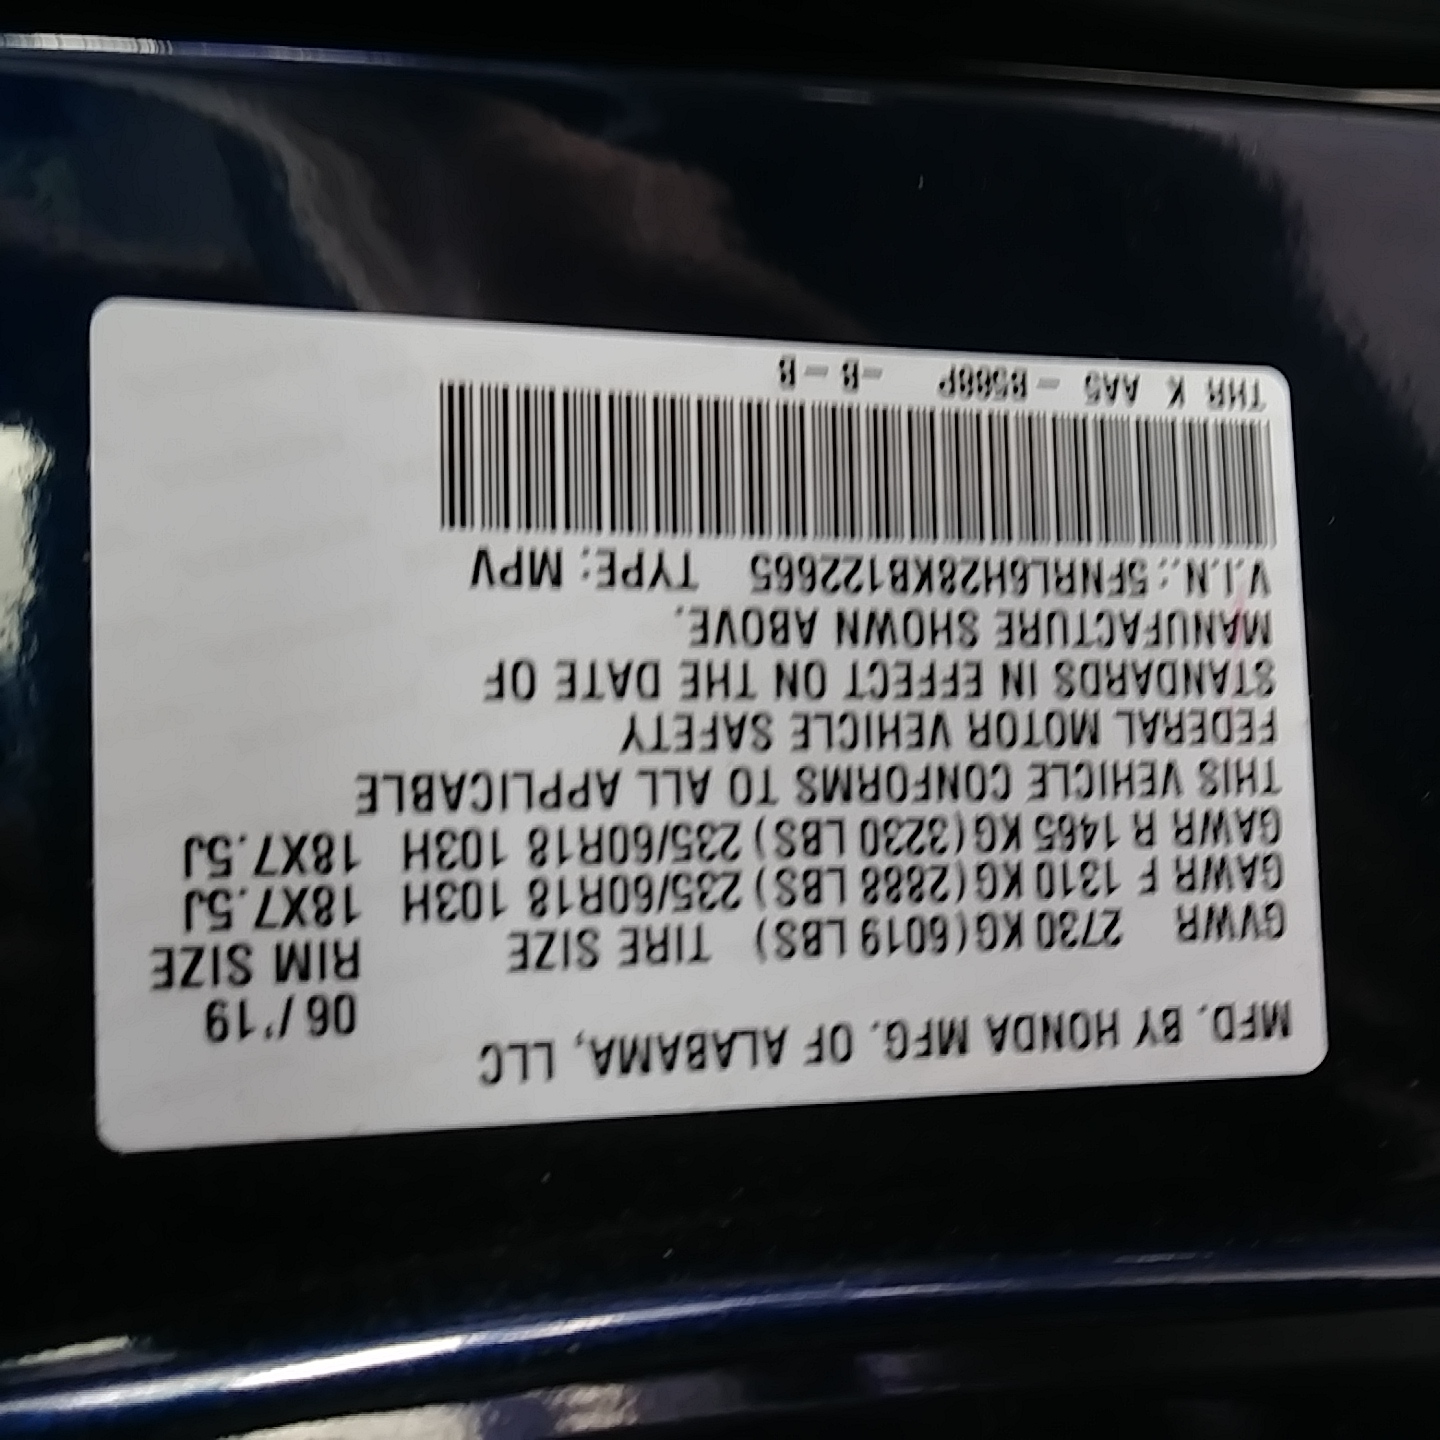 MFD. BY HONDA MFG. OF ALABAMA, LLC 06/'19
GVWR 2730 KG(6019 LBS) TIRE SIZE RIM SIZE
GAWR F 1310 KG(2888 LBS) 235/60R18 103H 18X7.5J
GAWR R 1465 KG(3230 LBS) 235/60R18 103H 18X7.5J
THIS VEHICLE CONFORMS TO ALL APPLICABLE
FEDERAL MOTOR VEHICLE SAFETY
STANDARDS IN EFFECT ON THE DATE OF
MANUFACTURE SHOWN ABOVE.
V.I.N.: 5FNRL6H28KB122665 TYPE: MPV
THR K AA5 -B588P -B-B